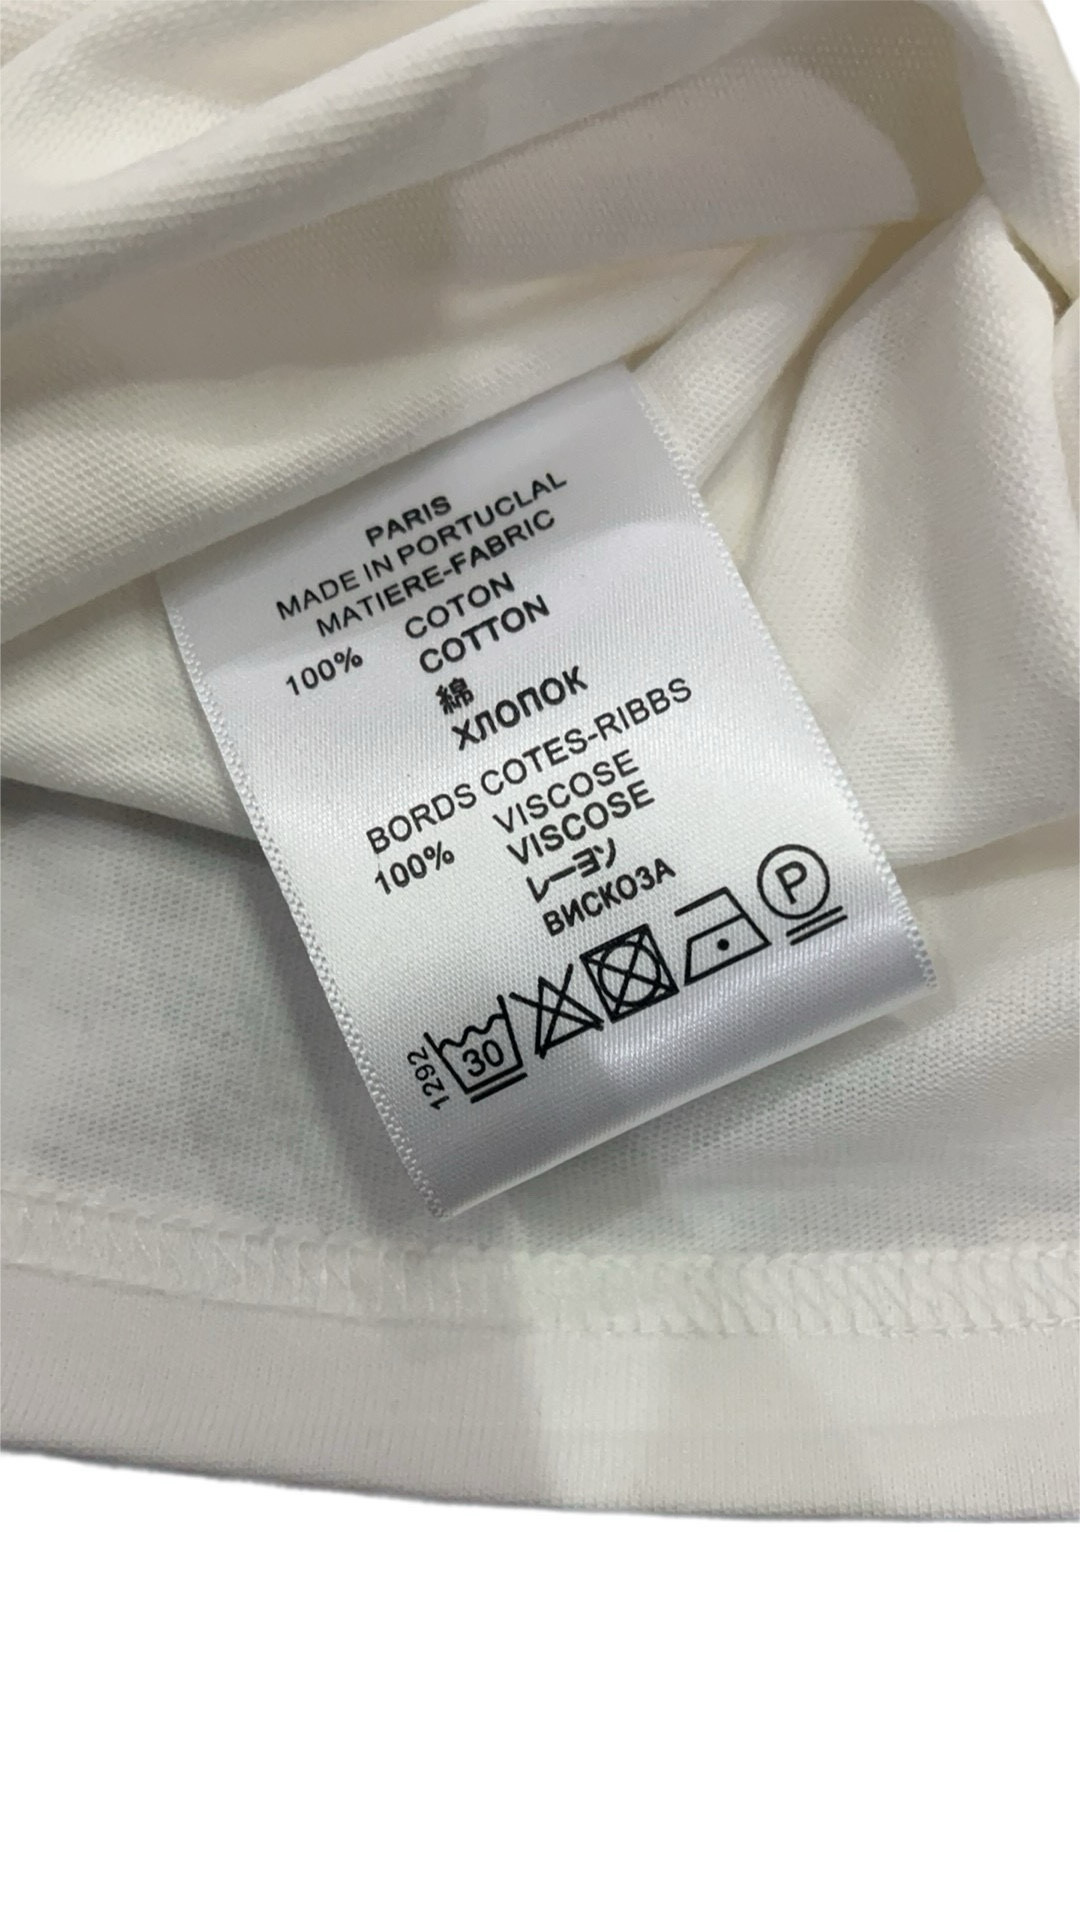 PARIS
MADE IN PORTUCLAL
MATIERE-FABRIC
100% COTON
COTTON
綿
ХЛОПОК
BORDS COTES-RIBBS
100% VISCOSE
VISCOSE
レーヨン
ВИСКОЗА
1292 30 P